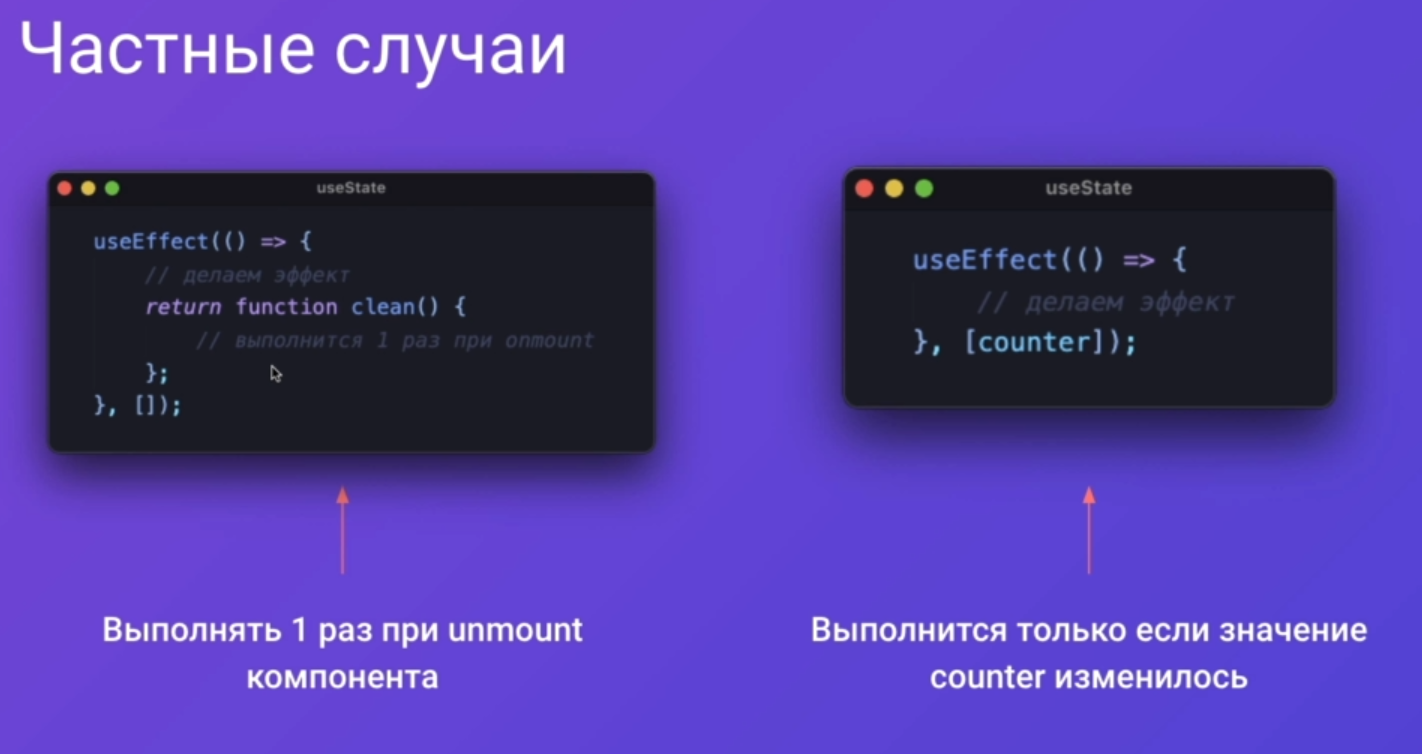 Частные случаи
useState
useEffect(() => {
// делаем эффект
return function clean() {
// выполнится 1 раз при onmount
};
}, []);
Выполнять 1 раз при unmount
компонента
useState
useEffect(() => {
// делаем эффект
}, [counter]);
Выполнится только если значение
counter изменилось